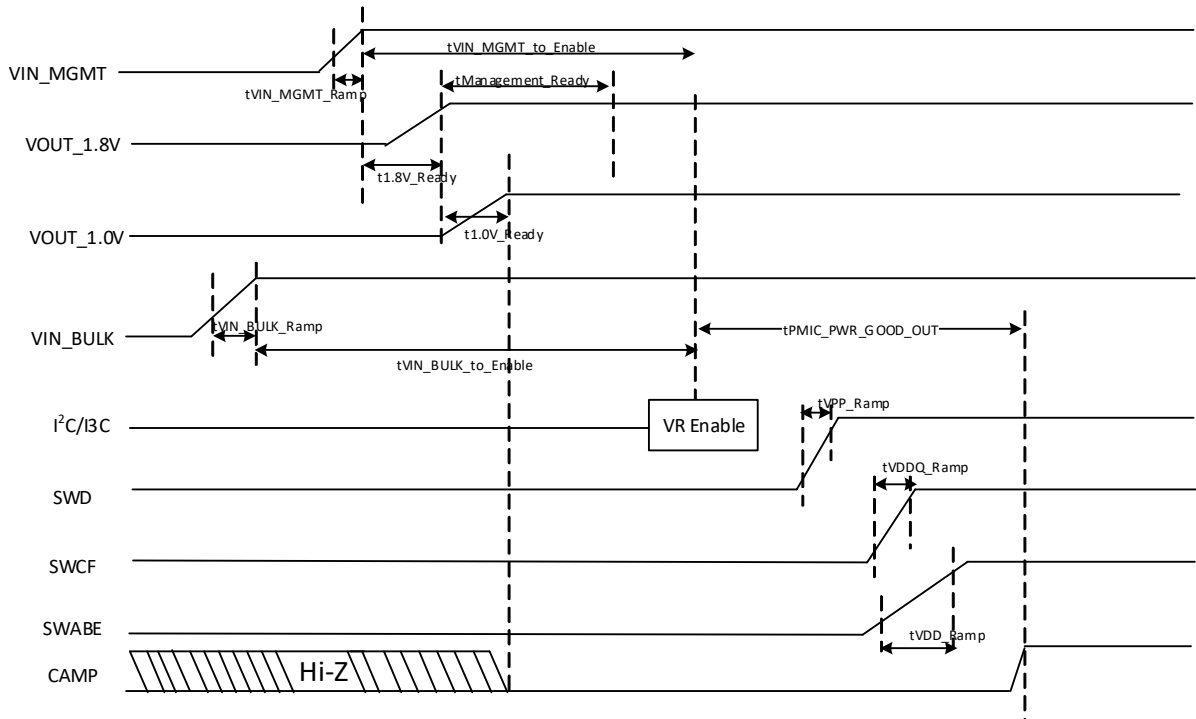 tVIN_MGMT_to_Enable
VIN_MGMT
tVIN_MGMT_Ramp
tManagement_Ready
VOUT_1.8V
t1.8V_Ready
VOUT_1.0V
t1.0V_Ready
tVIN_BULK_Ramp
VIN_BULK
tPMIC_PWR_GOOD_OUT
tVIN_BULK_to_Enable
tVPP_Ramp
I²C/I3C
VR Enable
tVDDQ_Ramp
SWD
SWCF
SWABE
tVDD_Ramp
CAMP
Hi-Z